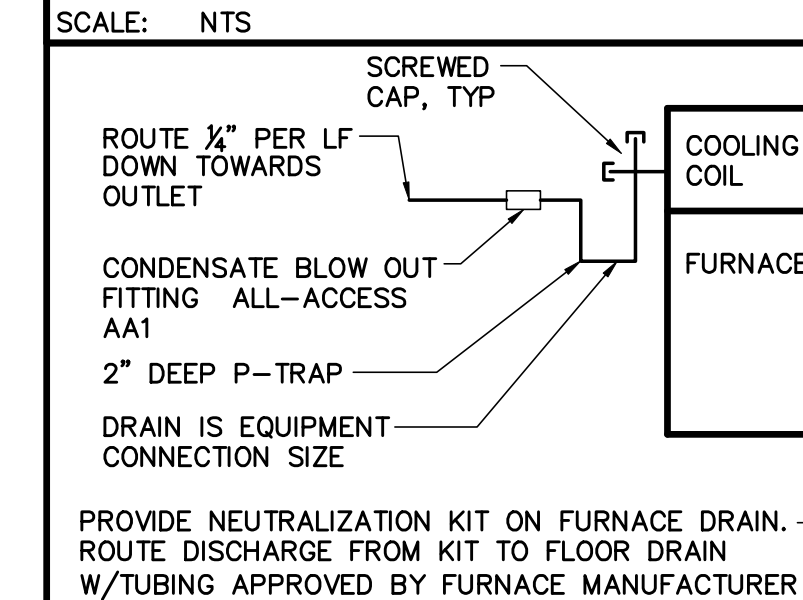 SCALE: NTS
SCREWED
CAP, TYP
ROUTE ¼" PER LF
DOWN TOWARDS
OUTLET
COOLING
COIL
CONDENSATE BLOW OUT
FITTING ALL-ACCESS
AA1
FURNACE
2" DEEP P-TRAP
DRAIN IS EQUIPMENT
CONNECTION SIZE
PROVIDE NEUTRALIZATION KIT ON FURNACE DRAIN.
ROUTE DISCHARGE FROM KIT TO FLOOR DRAIN
W/TUBING APPROVED BY FURNACE MANUFACTURER